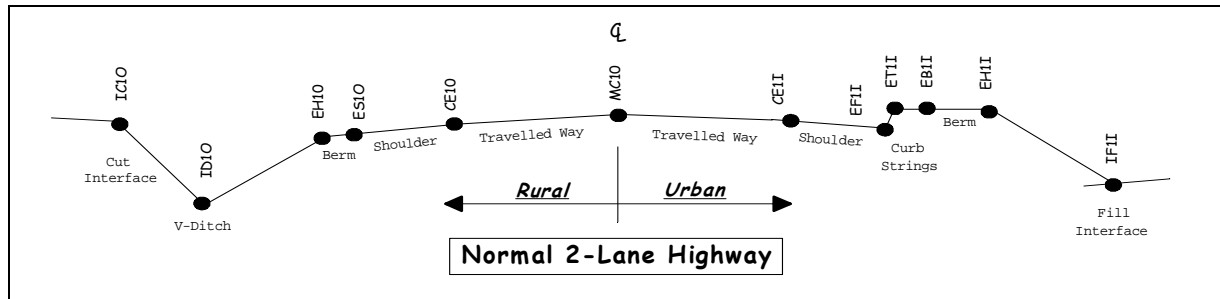 ℄
IC1O
ID1O
EH1O
ES1O
CE1O
MC1O
CE1I
EF1I
ET1I
EB1I
EH1I
IF1I
Cut
Interface
V-Ditch
Berm
Shoulder
Travelled Way
Travelled Way
Shoulder
Curb
Strings
Berm
Fill
Interface
Rural
Urban
Normal 2-Lane Highway